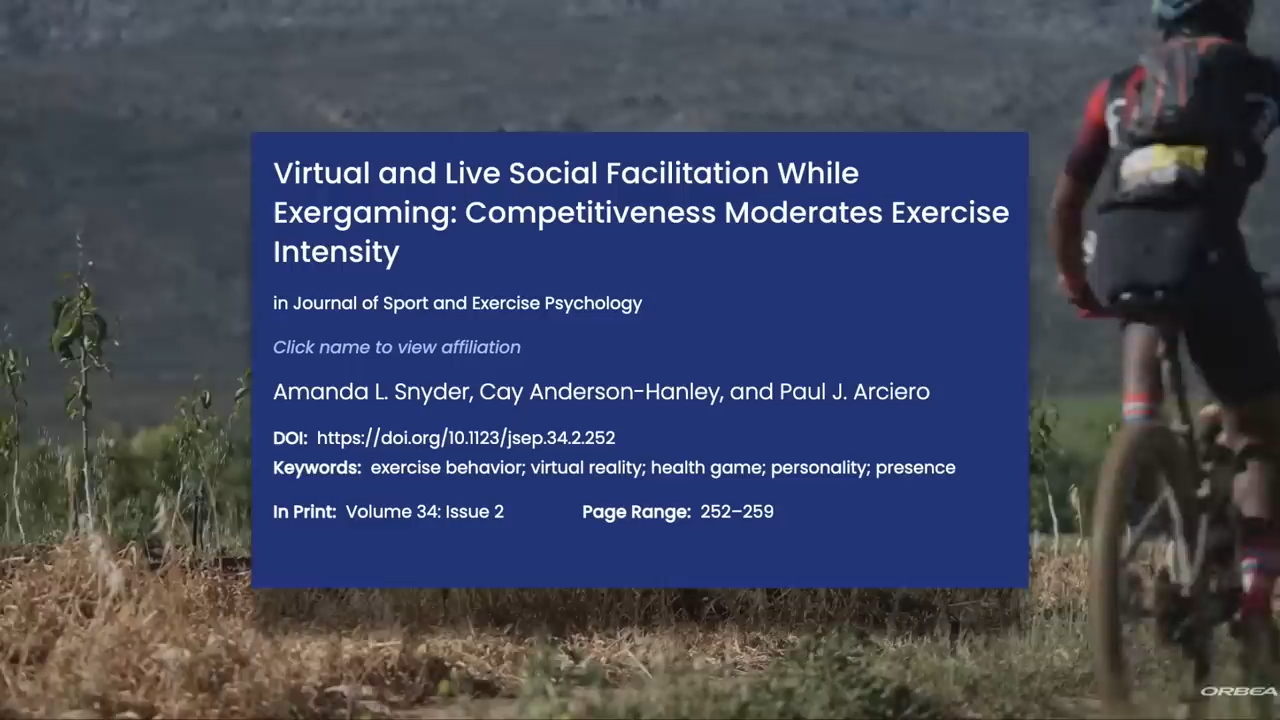 Virtual and Live Social Facilitation While
Exergaming: Competitiveness Moderates Exercise
Intensity
in Journal of Sport and Exercise Psychology
Click name to view affiliation
Amanda L. Snyder, Cay Anderson-Hanley, and Paul J. Arciero
DOI: https://doi.org/10.1123/jsep.34.2.252
Keywords: exercise behavior; virtual reality; health game; personality; presence
In Print: Volume 34: Issue 2 Page Range: 252–259
ORBEA